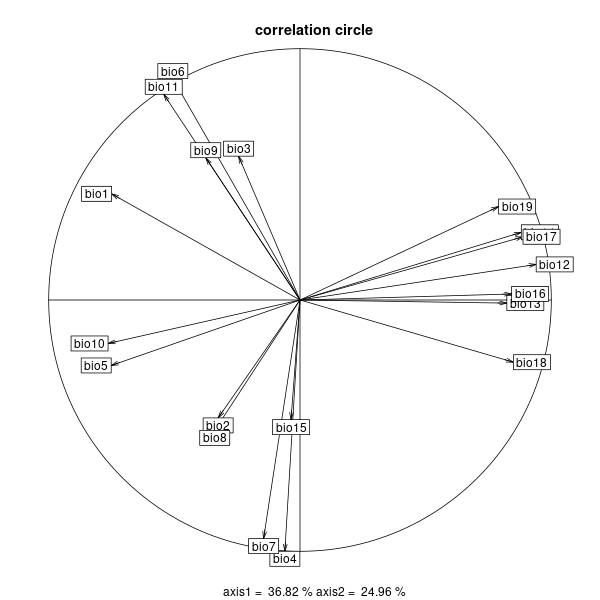 correlation circle
bio6
bio11
bio9
bio3
bio1
bio19
bio17
bio12
bio16
bio13
bio10
bio5
bio18
bio2
bio8
bio15
bio7
bio4
axis1 = 36.82 % axis2 = 24.96 %